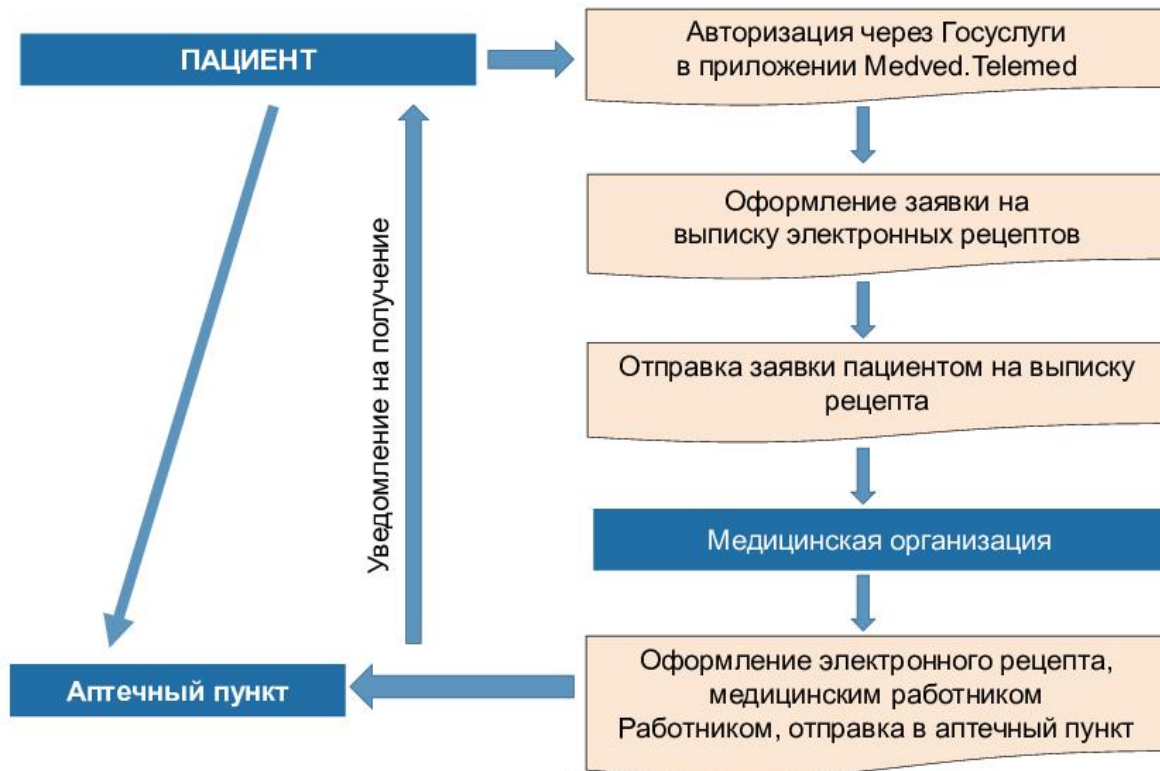 ПАЦИЕНТ
Авторизация через Госуслуги
в приложении Medved.Telemed
Оформление заявки на
выписку электронных рецептов
Отправка заявки пациентом на выписку
рецепта
Медицинская организация
Оформление электронного рецепта,
медицинским работником
Работником, отправка в аптечный пункт
Аптечный пункт
Уведомление на получение